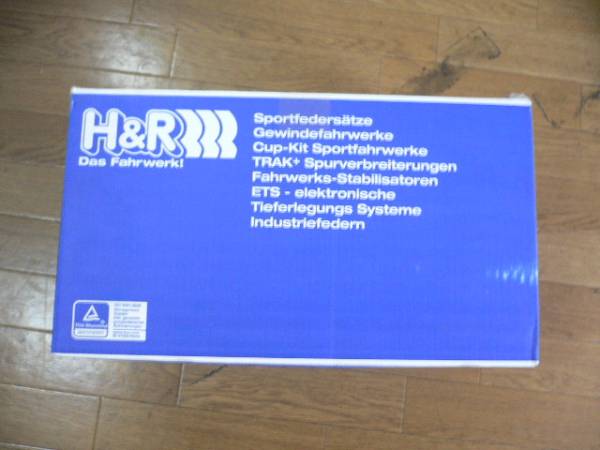 H&R
Das Fahrwerk!
Sportfedersätze
Gewindefahrwerke
Cup-Kit Sportfahrwerke
TRAK+ Spurverbreiterungen
Fahrwerks-Stabilisatoren
ETS - elektronische
Tieferlegungs Systeme
Industriefedern